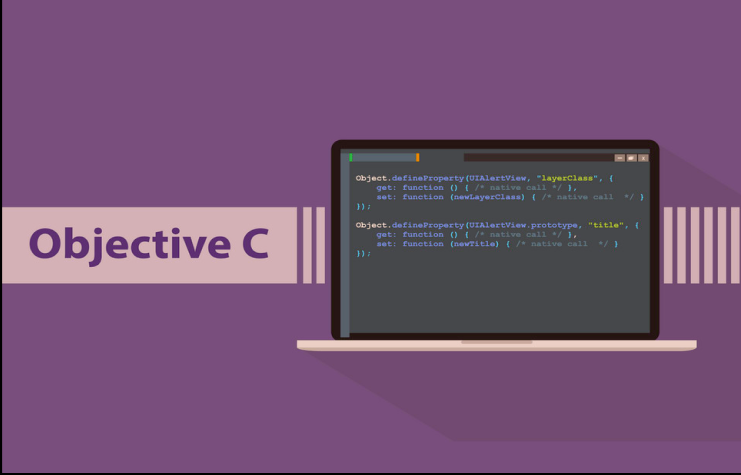 Objective C
Object.defineProperty(UIAlertView, "layerClass", {
    get: function () { /* native call */ },
    set: function (newLayerClass) { /* native call  */ }
});
Object.defineProperty(UIAlertView.prototype, "title", {
    get: function () { /* native call */ },
    set: function (newTitle) { /* native call  */ }
});